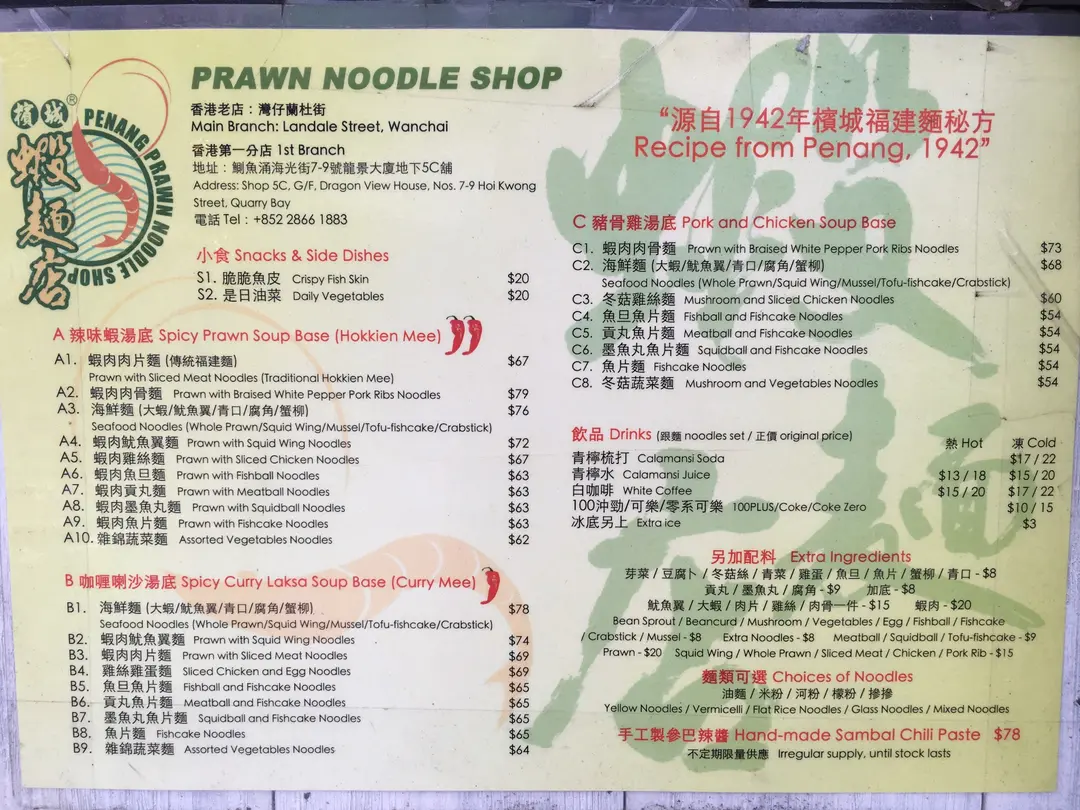 檳城
蝦麵店
®
PENANG PRAWN NOODLE SHOP
PRAWN NOODLE SHOP
香港老店：灣仔蘭杜街
Main Branch: Landale Street, Wanchai
香港第一分店 1st Branch
地址：鰂魚涌海光街7-9號龍景大廈地下5C舖
Address: Shop 5C, G/F, Dragon View House, Nos. 7-9 Hoi Kwong
Street, Quarry Bay
電話 Tel：+852 2866 1883
小食 Snacks & Side Dishes
S1. 脆脆魚皮 Crispy Fish Skin $20
S2. 是日油菜 Daily Vegetables $20
A 辣味蝦湯底 Spicy Prawn Soup Base (Hokkien Mee)
A1. 蝦肉肉片麵 (傳統福建麵) $67
Prawn with Sliced Meat Noodles (Traditional Hokkien Mee)
A2. 蝦肉肉骨麵 Prawn with Braised White Pepper Pork Ribs Noodles $79
A3. 海鮮麵 (大蝦/魷魚翼/青口/腐角/蟹柳) $76
Seafood Noodles (Whole Prawn/Squid Wing/Mussel/Tofu-fishcake/Crabstick)
A4. 蝦肉魷魚翼麵 Prawn with Squid Wing Noodles $72
A5. 蝦肉雞絲麵 Prawn with Sliced Chicken Noodles $67
A6. 蝦肉魚旦麵 Prawn with Fishball Noodles $63
A7. 蝦肉貢丸麵 Prawn with Meatball Noodles $63
A8. 蝦肉墨魚丸麵 Prawn with Squidball Noodles $63
A9. 蝦肉魚片麵 Prawn with Fishcake Noodles $63
A10. 雜錦蔬菜麵 Assorted Vegetables Noodles $62
B 咖喱喇沙湯底 Spicy Curry Laksa Soup Base (Curry Mee)
B1. 海鮮麵 (大蝦/魷魚翼/青口/腐角/蟹柳) $78
Seafood Noodles (Whole Prawn/Squid Wing/Mussel/Tofu-fishcake/Crabstick)
B2. 蝦肉魷魚翼麵 Prawn with Squid Wing Noodles $74
B3. 蝦肉肉片麵 Prawn with Sliced Meat Noodles $69
B4. 雞絲雞蛋麵 Sliced Chicken and Egg Noodles $69
B5. 魚旦魚片麵 Fishball and Fishcake Noodles $65
B6. 貢丸魚片麵 Meatball and Fishcake Noodles $65
B7. 墨魚丸魚片麵 Squidball and Fishcake Noodles $65
B8. 魚片麵 Fishcake Noodles $65
B9. 雜錦蔬菜麵 Assorted Vegetables Noodles $64
蝦麵店
“源自1942年檳城福建麵秘方
Recipe from Penang, 1942”
C 豬骨雞湯底 Pork and Chicken Soup Base
C1. 蝦肉肉骨麵 Prawn with Braised White Pepper Pork Ribs Noodles $73
C2. 海鮮麵 (大蝦/魷魚翼/青口/腐角/蟹柳) $68
Seafood Noodles (Whole Prawn/Squid Wing/Mussel/Tofu-fishcake/Crabstick)
C3. 冬菇雞絲麵 Mushroom and Sliced Chicken Noodles $60
C4. 魚旦魚片麵 Fishball and Fishcake Noodles $54
C5. 貢丸魚片麵 Meatball and Fishcake Noodles $54
C6. 墨魚丸魚片麵 Squidball and Fishcake Noodles $54
C7. 魚片麵 Fishcake Noodles $54
C8. 冬菇蔬菜麵 Mushroom and Vegetables Noodles $54
飲品 Drinks (跟麵 noodles set / 正價 original price) 熱 Hot 凍 Cold
青檸梳打 Calamansi Soda $17 / 22
青檸水 Calamansi Juice $13 / 18 $15 / 20
白咖啡 White Coffee $15 / 20 $17 / 22
100沖勁/可樂/零系可樂 100PLUS/Coke/Coke Zero $10 / 15
冰底另上 Extra ice $3
另加配料 Extra Ingredients
芽菜 / 豆腐卜 / 冬菇絲 / 青菜 / 雞蛋 / 魚旦 / 魚片 / 蟹柳 / 青口 - $8
貢丸 / 墨魚丸 / 腐角 - $9 加底 - $8
魷魚翼 / 大蝦 / 肉片 / 雞絲 / 肉骨一件 - $15 蝦肉 - $20
Bean Sprout / Beancurd / Mushroom / Vegetables / Egg / Fishball / Fishcake
/ Crabstick / Mussel - $8 Extra Noodles - $8 Meatball / Squidball / Tofu-fishcake - $9
Prawn - $20 Squid Wing / Whole Prawn / Sliced Meat / Chicken / Pork Rib - $15
麵類可選 Choices of Noodles
油麵 / 米粉 / 河粉 / 檬粉 / 摻摻
Yellow Noodles / Vermicelli / Flat Rice Noodles / Glass Noodles / Mixed Noodles
手工製參巴辣醬 Hand-made Sambal Chili Paste $78
不定期限量供應 Irregular supply, until stock lasts